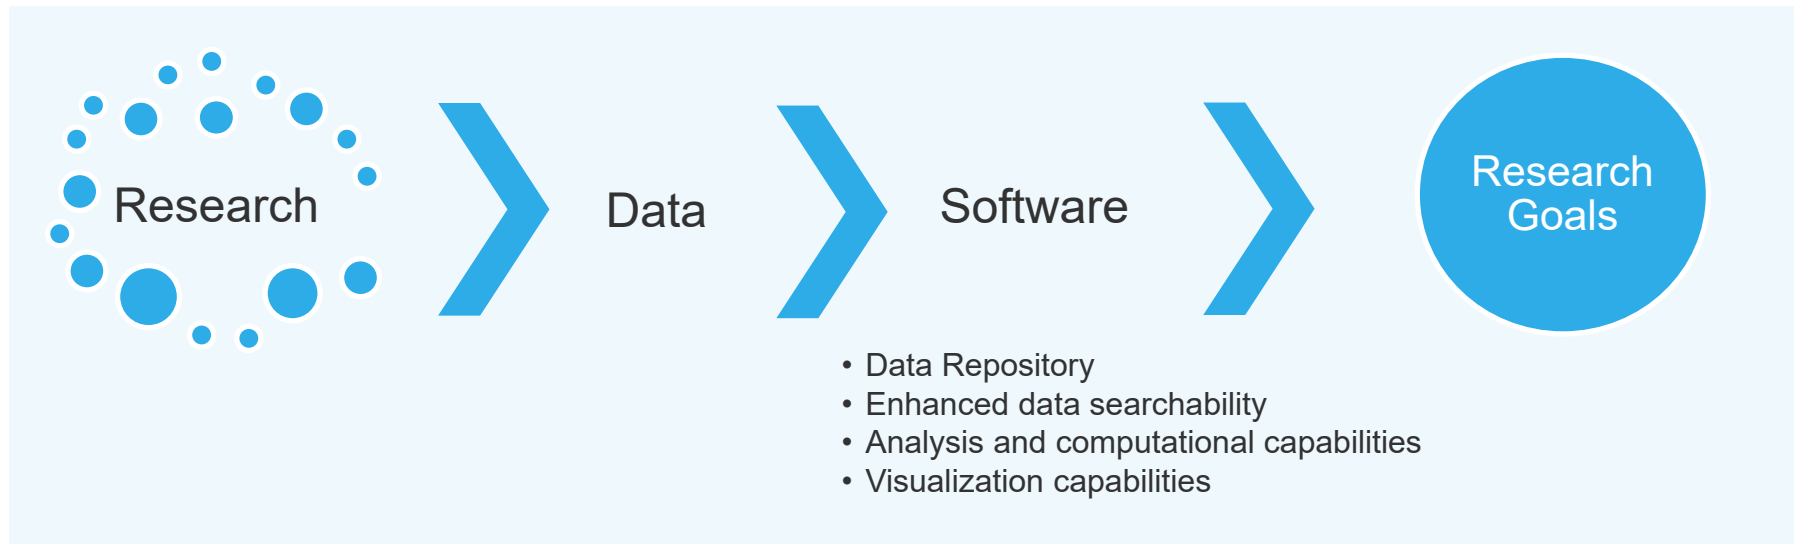 Research
Data
Software
Research
Goals
• Data Repository
• Enhanced data searchability
• Analysis and computational capabilities
• Visualization capabilities